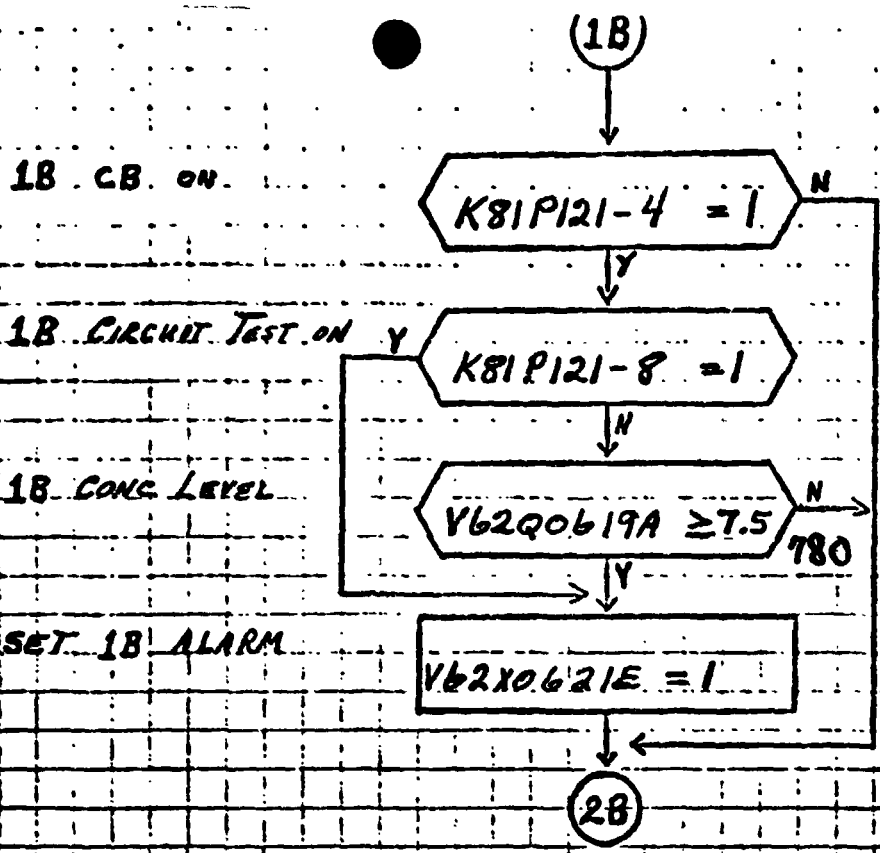 (1B)
1B CB ON
K81P121-4 = 1
N
Y
1B CIRCUIT TEST ON
Y
K81P121-8 = 1
N
1B CONC LEVEL
V62Q0619A ≥7.5
N
780
Y
SET 1B ALARM
V62X0621E = 1
2B